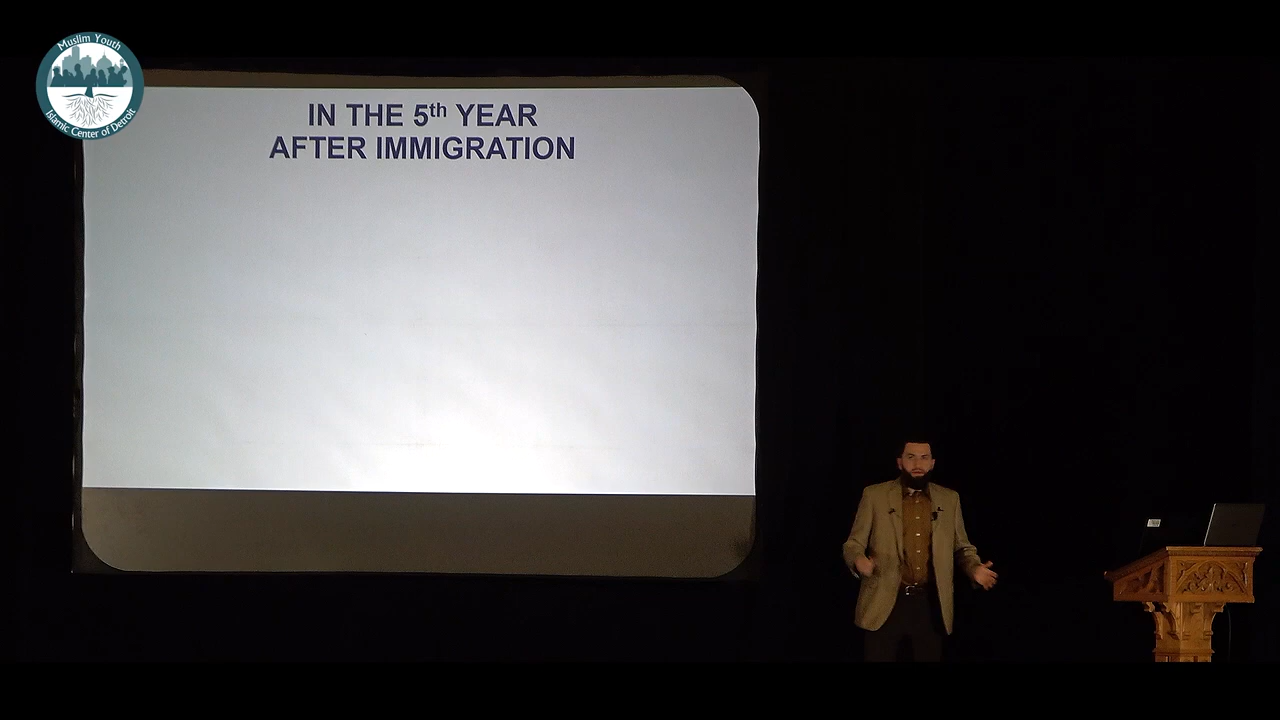 Muslim Youth
Islamic Center of Detroit
IN THE 5th YEAR
AFTER IMMIGRATION